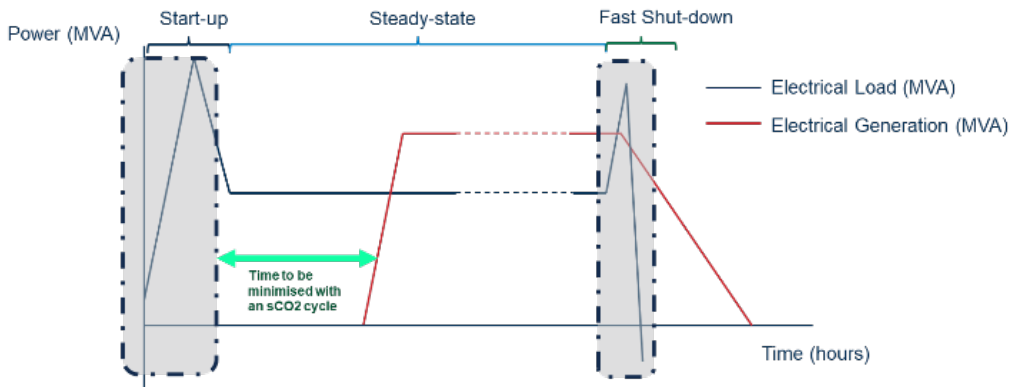 Start-up
Steady-state
Fast Shut-down
Power (MVA)
Electrical Load (MVA)
Electrical Generation (MVA)
Time to be
minimised with
an sCO2 cycle
Time (hours)